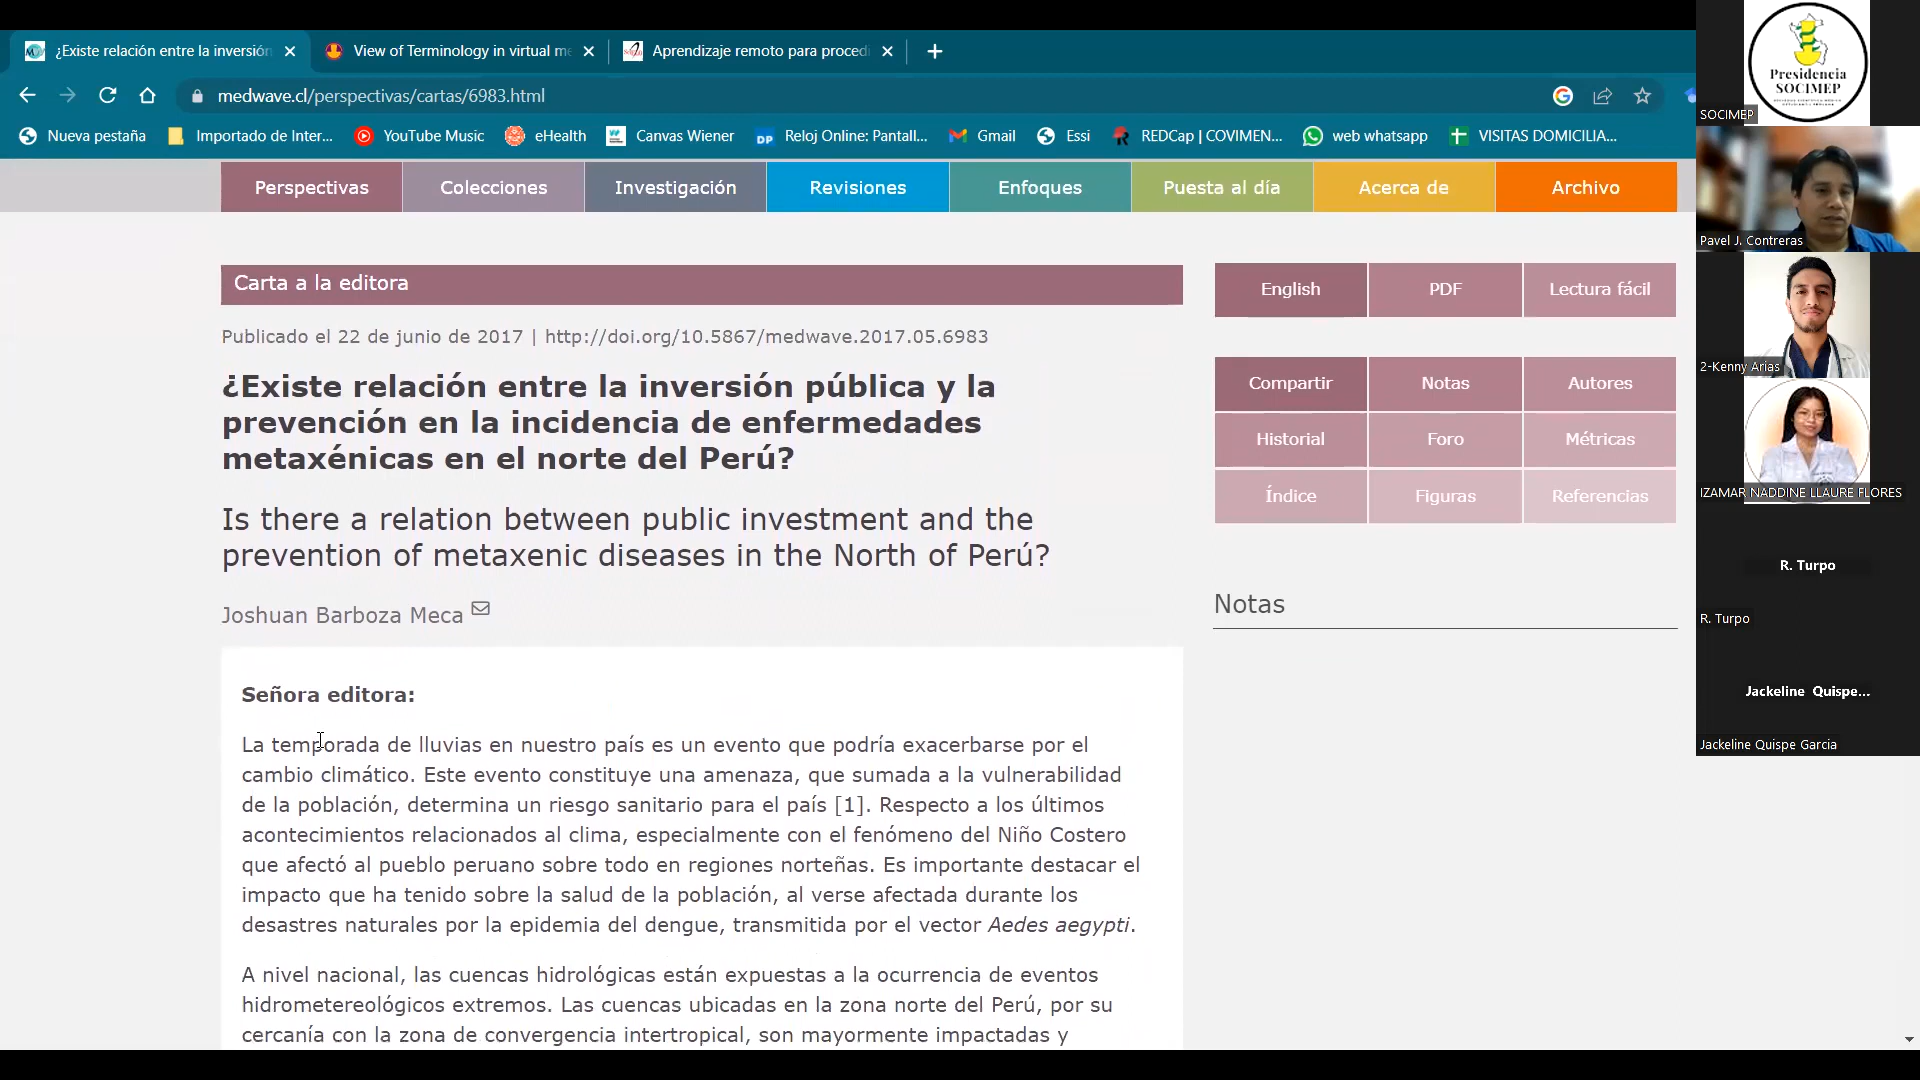 ¿Existe relación entre la inversión
View of Terminology in virtual me
Aprendizaje remoto para procedi
medwave.cl/perspectivas/cartas/6983.html
Nueva pestaña
Importado de Inter...
YouTube Music
eHealth
Canvas Wiener
DP
Reloj Online: Pantall...
Gmail
Essi
REDCap | COVIMEN...
web whatsapp
VISITAS DOMICILIA...
Perspectivas
Colecciones
Investigación
Revisiones
Enfoques
Puesta al día
Acerca de
Archivo
Carta a la editora
Publicado el 22 de junio de 2017 | http://doi.org/10.5867/medwave.2017.05.6983
¿Existe relación entre la inversión pública y la
prevención en la incidencia de enfermedades
metaxénicas en el norte del Perú?
Is there a relation between public investment and the
prevention of metaxenic diseases in the North of Perú?
Joshuan Barboza Meca
Señora editora:
La temporada de lluvias en nuestro país es un evento que podría exacerbarse por el
cambio climático. Este evento constituye una amenaza, que sumada a la vulnerabilidad
de la población, determina un riesgo sanitario para el país [1]. Respecto a los últimos
acontecimientos relacionados al clima, especialmente con el fenómeno del Niño Costero
que afectó al pueblo peruano sobre todo en regiones norteñas. Es importante destacar el
impacto que ha tenido sobre la salud de la población, al verse afectada durante los
desastres naturales por la epidemia del dengue, transmitida por el vector Aedes aegypti.
A nivel nacional, las cuencas hidrológicas están expuestas a la ocurrencia de eventos
hidrometereológicos extremos. Las cuencas ubicadas en la zona norte del Perú, por su
cercanía con la zona de convergencia intertropical, son mayormente impactadas y
English
PDF
Lectura fácil
Compartir
Notas
Autores
Historial
Foro
Métricas
Índice
Figuras
Referencias
Notas
Presidencia
SOCIMEP
SOCIMEP
Pavel J. Contreras
2-Kenny Arias
IZAMAR NADDINE LLAURE FLORES
R. Turpo
R. Turpo
Jackeline Quispe...
Jackeline Quispe Garcia